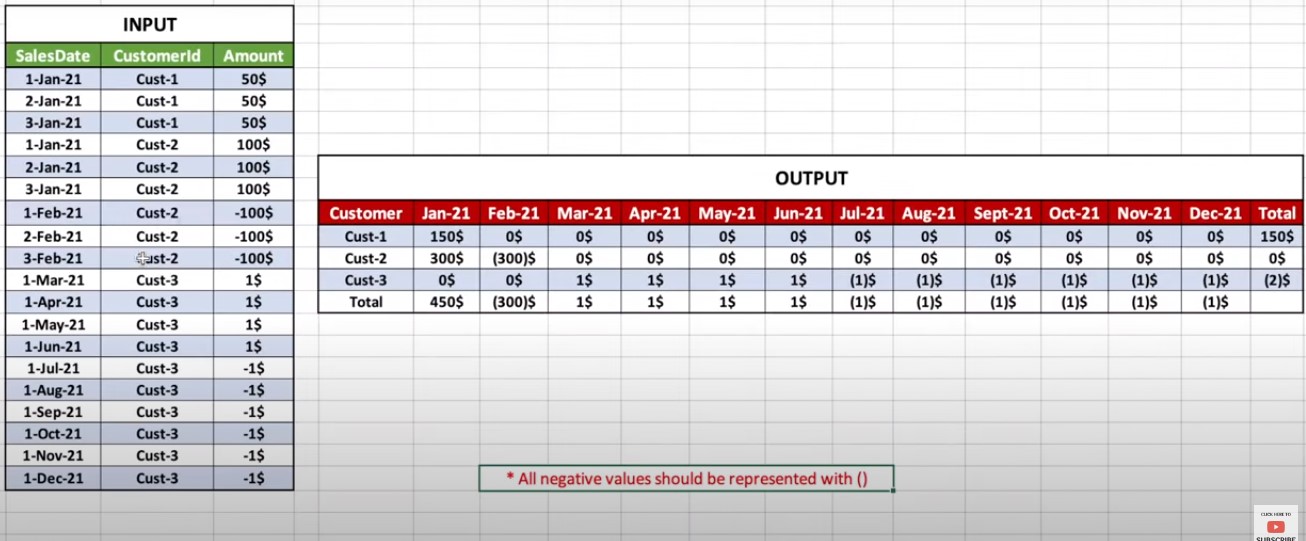 INPUT
SalesDate CustomerId Amount
1-Jan-21 Cust-1 50$
2-Jan-21 Cust-1 50$
3-Jan-21 Cust-1 50$
1-Jan-21 Cust-2 100$
2-Jan-21 Cust-2 100$
3-Jan-21 Cust-2 100$
1-Feb-21 Cust-2 -100$
2-Feb-21 Cust-2 -100$
3-Feb-21 Cust-2 -100$
1-Mar-21 Cust-3 1$
1-Apr-21 Cust-3 1$
1-May-21 Cust-3 1$
1-Jun-21 Cust-3 1$
1-Jul-21 Cust-3 -1$
1-Aug-21 Cust-3 -1$
1-Sep-21 Cust-3 -1$
1-Oct-21 Cust-3 -1$
1-Nov-21 Cust-3 -1$
1-Dec-21 Cust-3 -1$
OUTPUT
Customer Jan-21 Feb-21 Mar-21 Apr-21 May-21 Jun-21 Jul-21 Aug-21 Sept-21 Oct-21 Nov-21 Dec-21 Total
Cust-1 150$ 0$ 0$ 0$ 0$ 0$ 0$ 0$ 0$ 0$ 0$ 0$ 150$
Cust-2 300$ (300)$ 0$ 0$ 0$ 0$ 0$ 0$ 0$ 0$ 0$ 0$ 0$
Cust-3 0$ 0$ 1$ 1$ 1$ 1$ (1)$ (1)$ (1)$ (1)$ (1)$ (1)$ (2)$
Total 450$ (300)$ 1$ 1$ 1$ 1$ (1)$ (1)$ (1)$ (1)$ (1)$ (1)$
* All negative values should be represented with ()
CLICK HERE TO
SUBSCRIBE